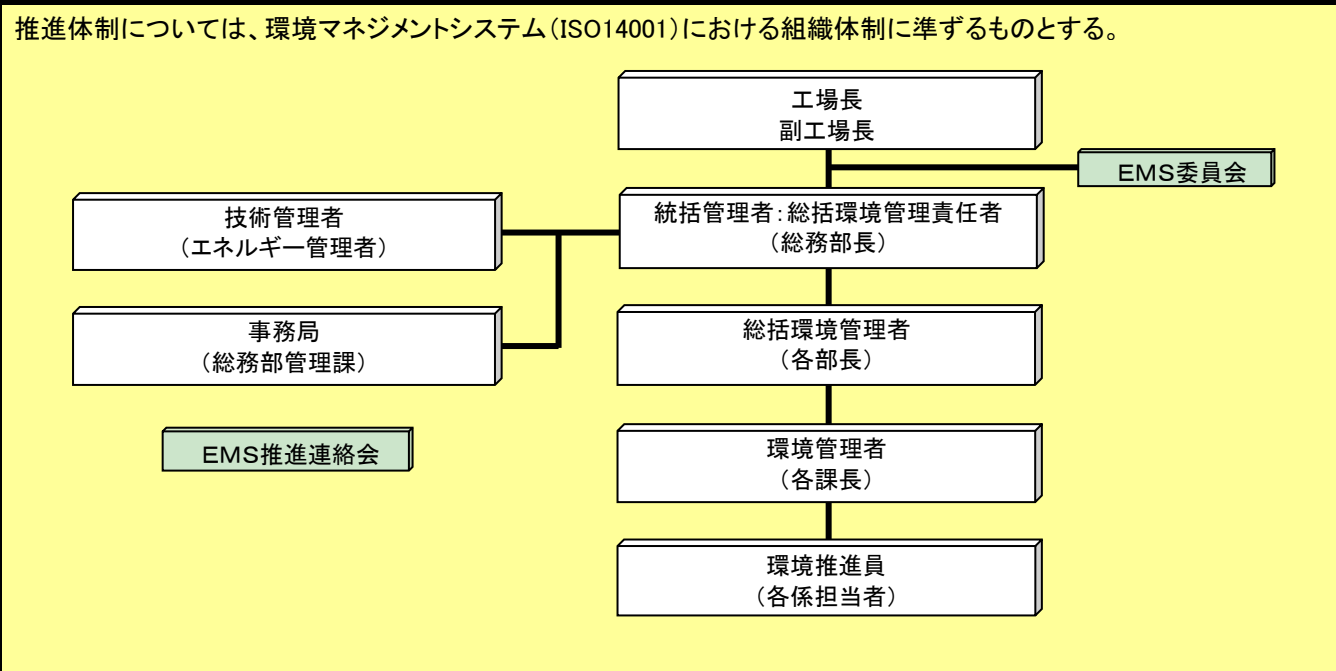 推進体制については、環境マネジメントシステム(ISO14001)における組織体制に準ずるものとする。
工場長
副工場長
EMS委員会
技術管理者
(エネルギー管理者)
統括管理者:総括環境管理責任者
(総務部長)
事務局
(総務部管理課)
総括環境管理者
(各部長)
EMS推進連絡会
環境管理者
(各課長)
環境推進員
(各係担当者)